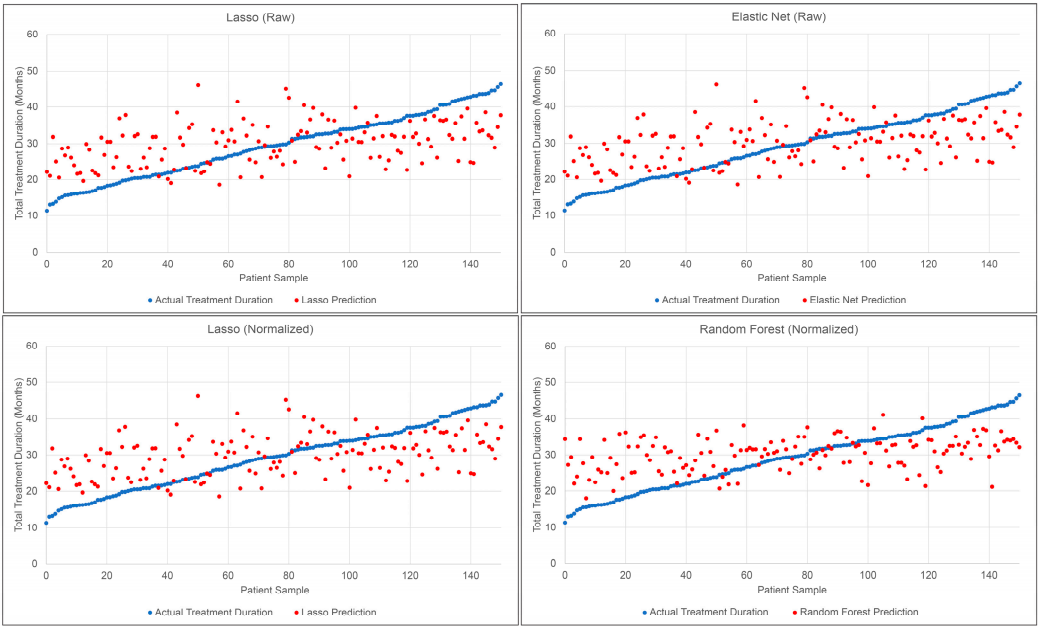 Lasso (Raw)
Total Treatment Duration (Months)
60
50
40
30
20
10
0
0 20 40 60 80 100 120 140
Patient Sample
Actual Treatment Duration Lasso Prediction
Elastic Net (Raw)
Total Treatment Duration (Months)
60
50
40
30
20
10
0
0 20 40 60 80 100 120 140
Patient Sample
Actual Treatment Duration Elastic Net Prediction
Lasso (Normalized)
Total Treatment Duration (Months)
60
50
40
30
20
10
0
0 20 40 60 80 100 120 140
Patient Sample
Actual Treatment Duration Lasso Prediction
Random Forest (Normalized)
Total Treatment Duration (Months)
60
50
40
30
20
10
0
0 20 40 60 80 100 120 140
Patient Sample
Actual Treatment Duration Random Forest Prediction